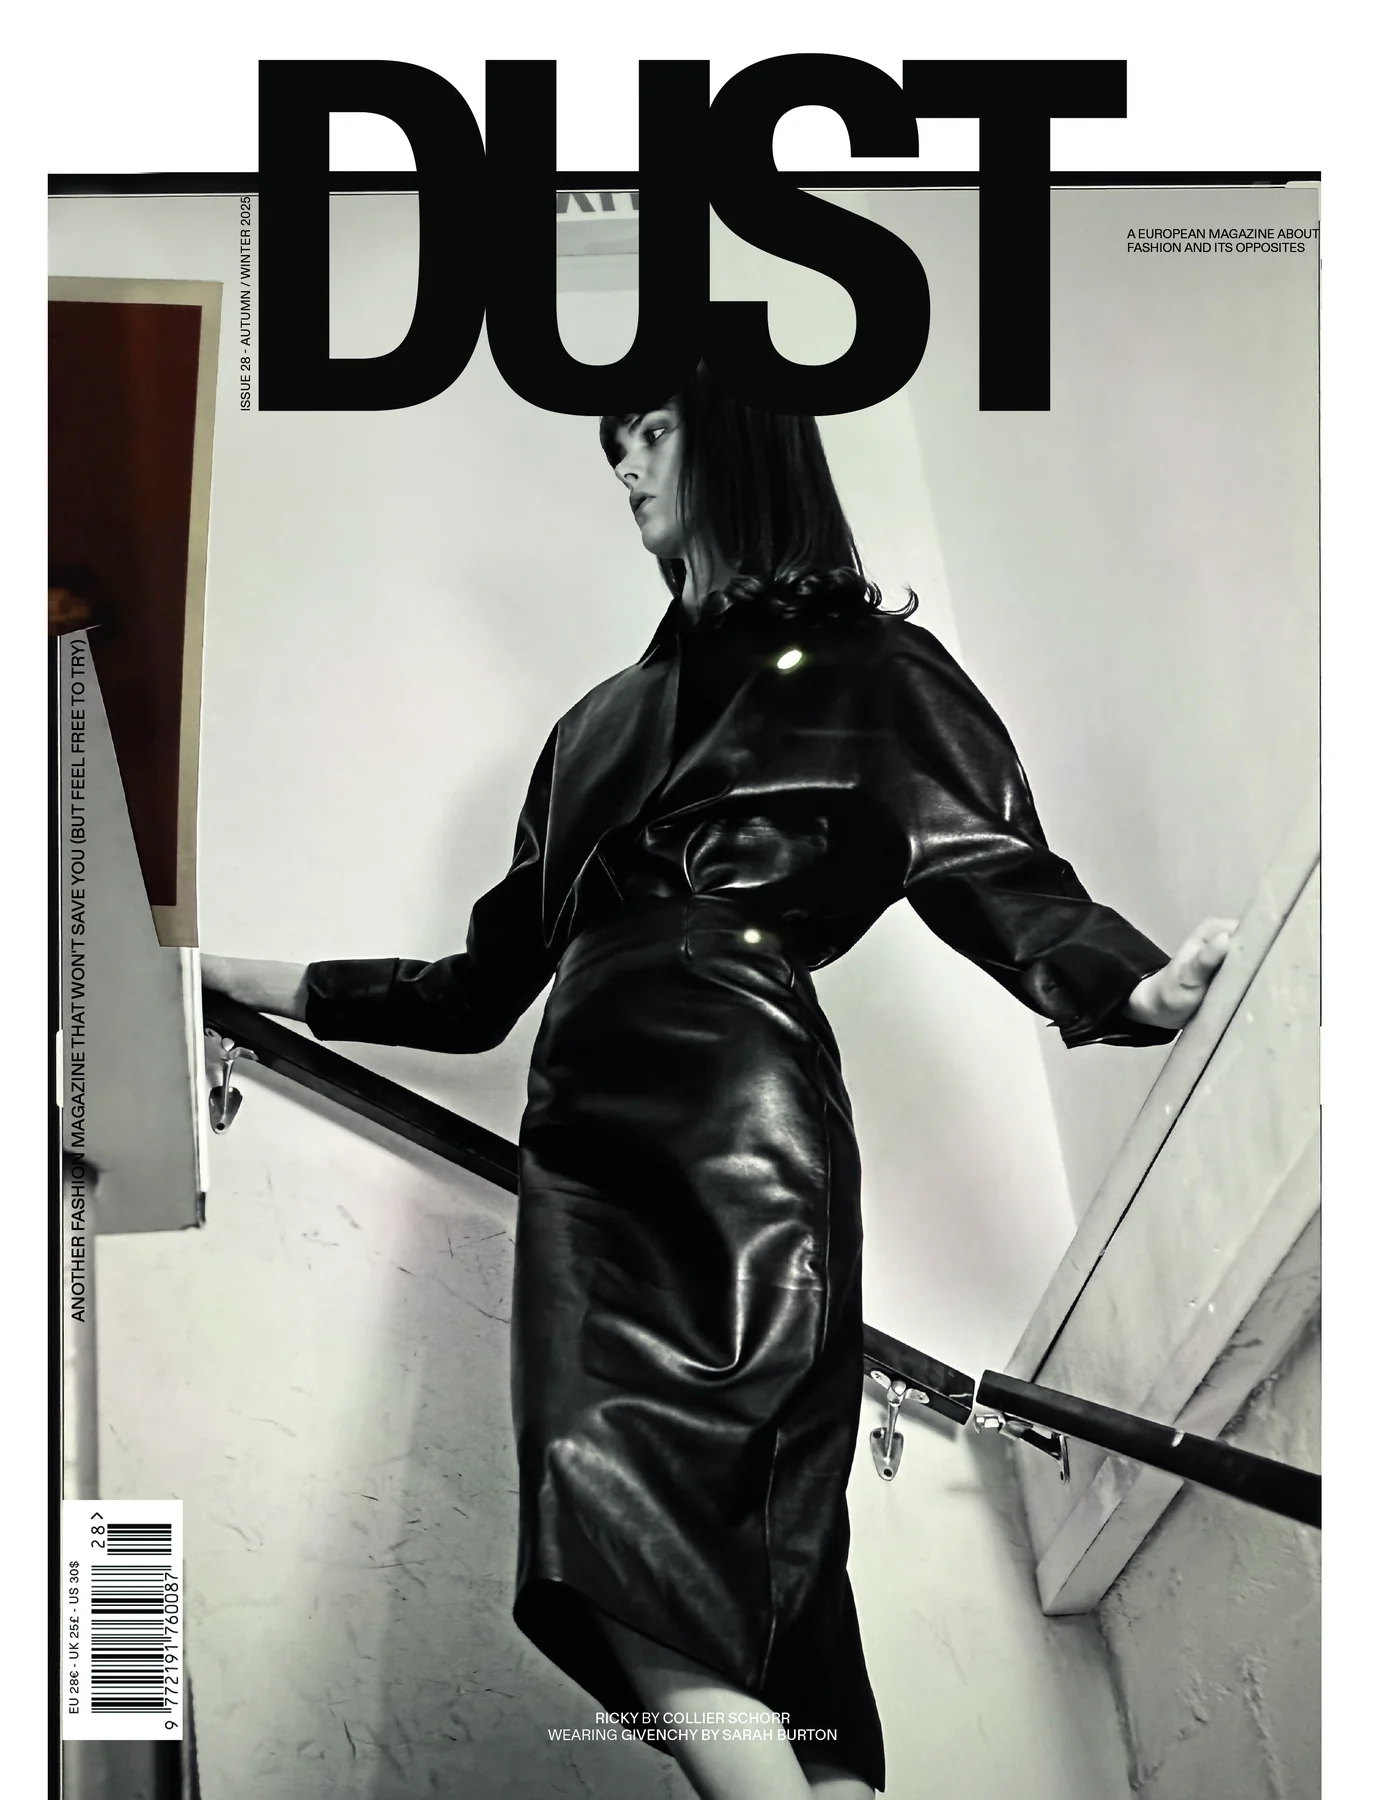 DUST
ISSUE 28 - AUTUMN / WINTER 2025
A EUROPEAN MAGAZINE ABOUT
FASHION AND ITS OPPOSITES
ANOTHER FASHION MAGAZINE THAT WON'T SAVE YOU (BUT FEEL FREE TO TRY)
EU 28€ - UK 25£ - US 30$
28>
9 772191 760087
RICKY BY COLLIER SCHORR
WEARING GIVENCHY BY SARAH BURTON